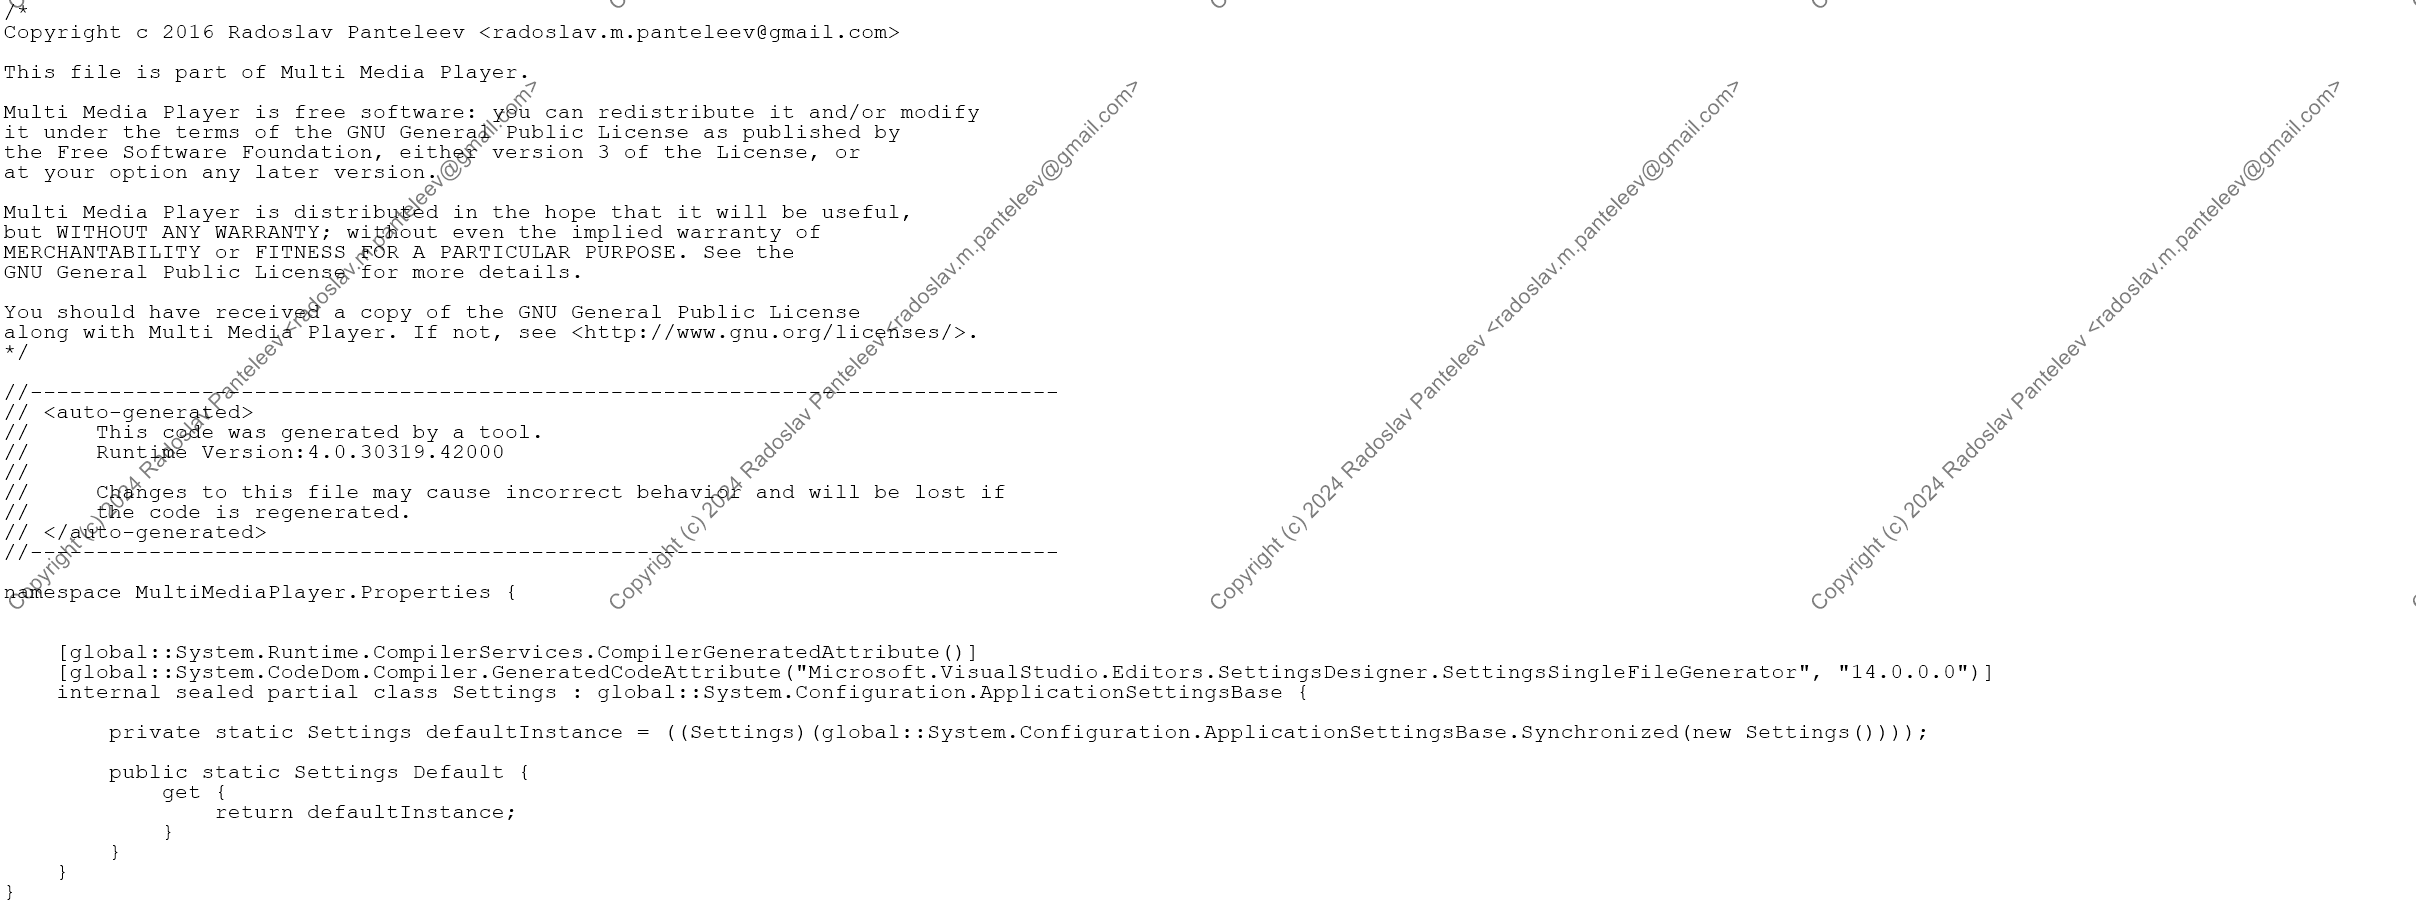 /*
Copyright c 2016 Radoslav Panteleev <radoslav.m.panteleev@gmail.com>

This file is part of Multi Media Player.

Multi Media Player is free software: you can redistribute it and/or modify
it under the terms of the GNU General Public License as published by
the Free Software Foundation, either version 3 of the License, or
at your option any later version.

Multi Media Player is distributed in the hope that it will be useful,
but WITHOUT ANY WARRANTY; without even the implied warranty of
MERCHANTABILITY or FITNESS FOR A PARTICULAR PURPOSE. See the
GNU General Public License for more details.

You should have received a copy of the GNU General Public License
along with Multi Media Player. If not, see <http://www.gnu.org/licenses/>.
*/

//------------------------------------------------------------------------------
// <auto-generated>
//     This code was generated by a tool.
//     Runtime Version:4.0.30319.42000
//
//     Changes to this file may cause incorrect behavior and will be lost if
//     the code is regenerated.
// </auto-generated>
//------------------------------------------------------------------------------

namespace MultiMediaPlayer.Properties {


    [global::System.Runtime.CompilerServices.CompilerGeneratedAttribute()]
    [global::System.CodeDom.Compiler.GeneratedCodeAttribute("Microsoft.VisualStudio.Editors.SettingsDesigner.SettingsSingleFileGenerator", "14.0.0.0")]
    internal sealed partial class Settings : global::System.Configuration.ApplicationSettingsBase {

        private static Settings defaultInstance = ((Settings)(global::System.Configuration.ApplicationSettingsBase.Synchronized(new Settings())));

        public static Settings Default {
            get {
                return defaultInstance;
            }
        }
    }
}
Copyright (c) 2024 Radoslav Panteleev <radoslav.m.panteleev@gmail.com>
Copyright (c) 2024 Radoslav Panteleev <radoslav.m.panteleev@gmail.com>
Copyright (c) 2024 Radoslav Panteleev <radoslav.m.panteleev@gmail.com>
Copyright (c) 2024 Radoslav Panteleev <radoslav.m.panteleev@gmail.com>